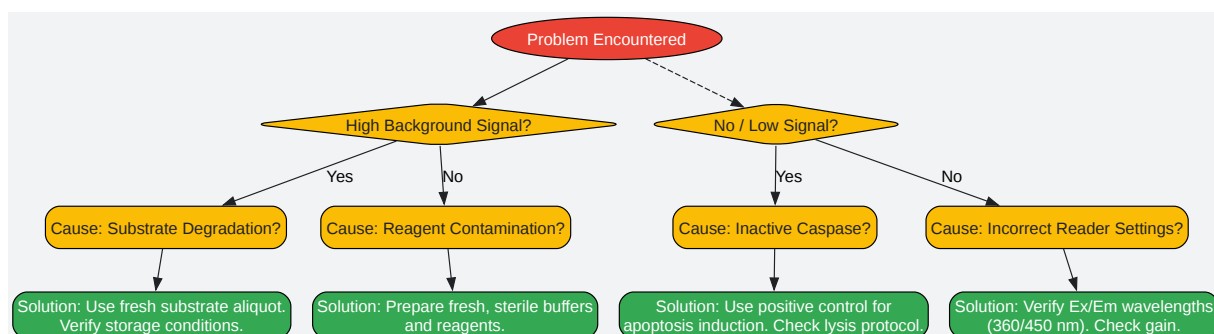 Problem Encountered
High Background Signal?
No / Low Signal?
Yes
No
Yes
No
Cause: Substrate Degradation?
Cause: Reagent Contamination?
Cause: Inactive Caspase?
Cause: Incorrect Reader Settings?
Solution: Use fresh substrate aliquot.
Verify storage conditions.
Solution: Prepare fresh, sterile buffers
and reagents.
Solution: Use positive control for
apoptosis induction. Check lysis protocol.
Solution: Verify Ex/Em wavelengths
(360/450 nm). Check gain.